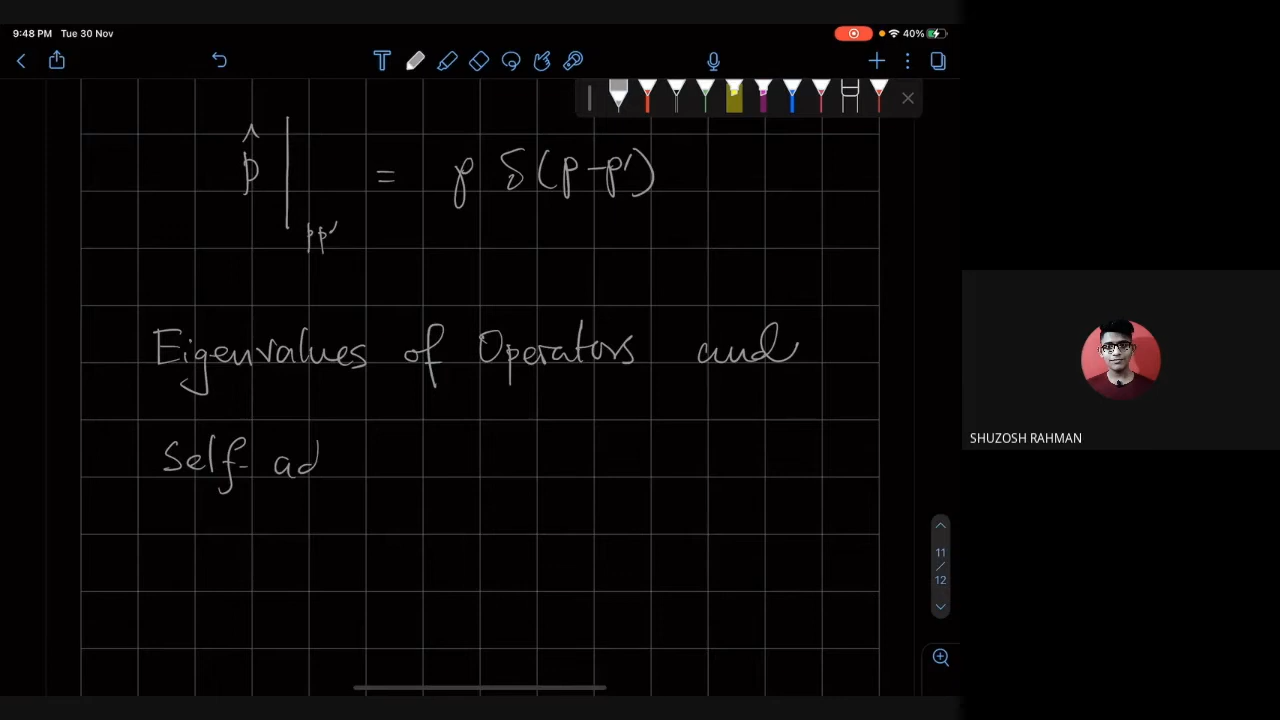 9:48 PM Tue 30 Nov
40%
p̂ |pp' = p δ(p-p')
Eigenvalues of Operators and
Self-ad
11
/
12
SHUZOSH RAHMAN